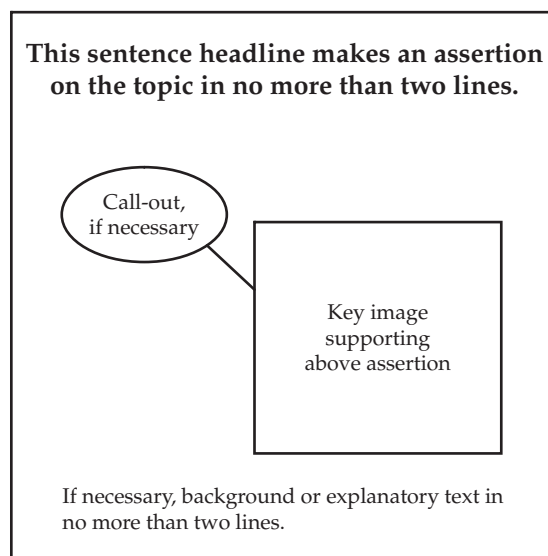 This sentence headline makes an assertion
on the topic in no more than two lines.
Call-out,
if necessary
Key image
supporting
above assertion
If necessary, background or explanatory text in
no more than two lines.